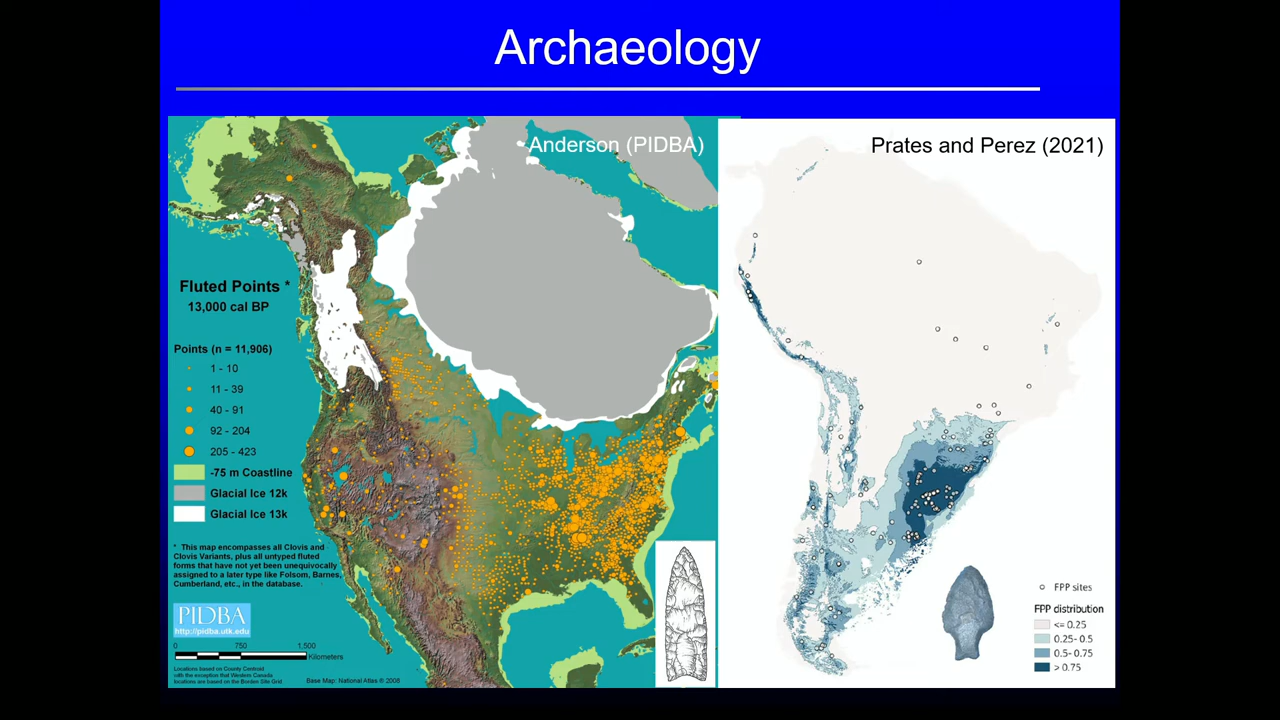 Archaeology
Anderson (PIDBA)
Fluted Points *
13,000 cal BP
Points (n = 11,906)
1 - 10
11 - 39
40 - 91
92 - 204
205 - 423
-75 m Coastline
Glacial Ice 12k
Glacial Ice 13k
* This map encompasses all Clovis and
Clovis Variants, plus all untyped fluted
forms that have not yet been unequivocally
assigned to a later type like Folsom, Barnes,
Cumberland, etc., in the database.
PIDBA
http://pidba.utk.edu
0 750 1,500
Kilometers
Locations based on County Centroid
with the exception that Western Canada
locations are based on the Borden Site Grid
Base Map: National Atlas © 2008
Prates and Perez (2021)
FPP sites
FPP distribution
<= 0.25
0.25- 0.5
0.5- 0.75
> 0.75